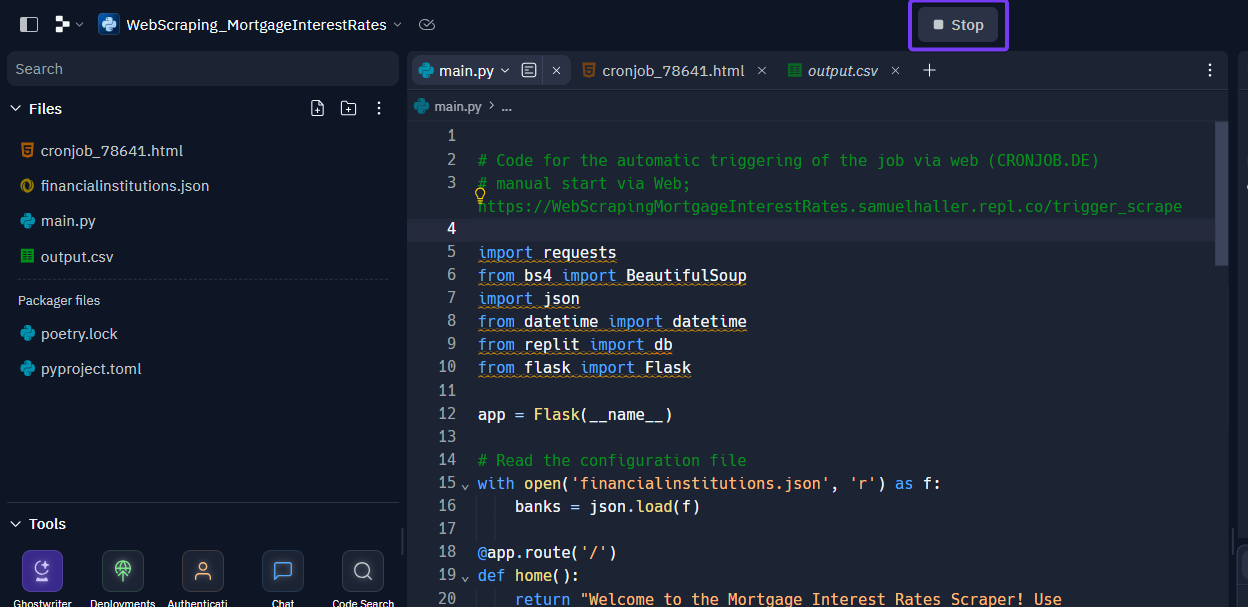 WebScraping_MortgageInterestRates
Stop
Search
Files
cronjob_78641.html
financialinstitutions.json
main.py
output.csv
Packager files
poetry.lock
pyproject.toml
Tools
Ghostwriter
Deployments
Authenticati
Chat
Code Search
main.py
cronjob_78641.html
output.csv
main.py > ...
1
2 # Code for the automatic triggering of the job via web (CRONJOB.DE)
3 # manual start via Web;
https://WebScrapingMortgageInterestRates.samuelhaller.repl.co/trigger_scrape
4
5 import requests
6 from bs4 import BeautifulSoup
7 import json
8 from datetime import datetime
9 from replit import db
10 from flask import Flask
11
12 app = Flask(__name__)
13
14 # Read the configuration file
15 with open('financialinstitutions.json', 'r') as f:
16 banks = json.load(f)
17
18 @app.route('/')
19 def home():
20 return "Welcome to the Mortgage Interest Rates Scraper! Use